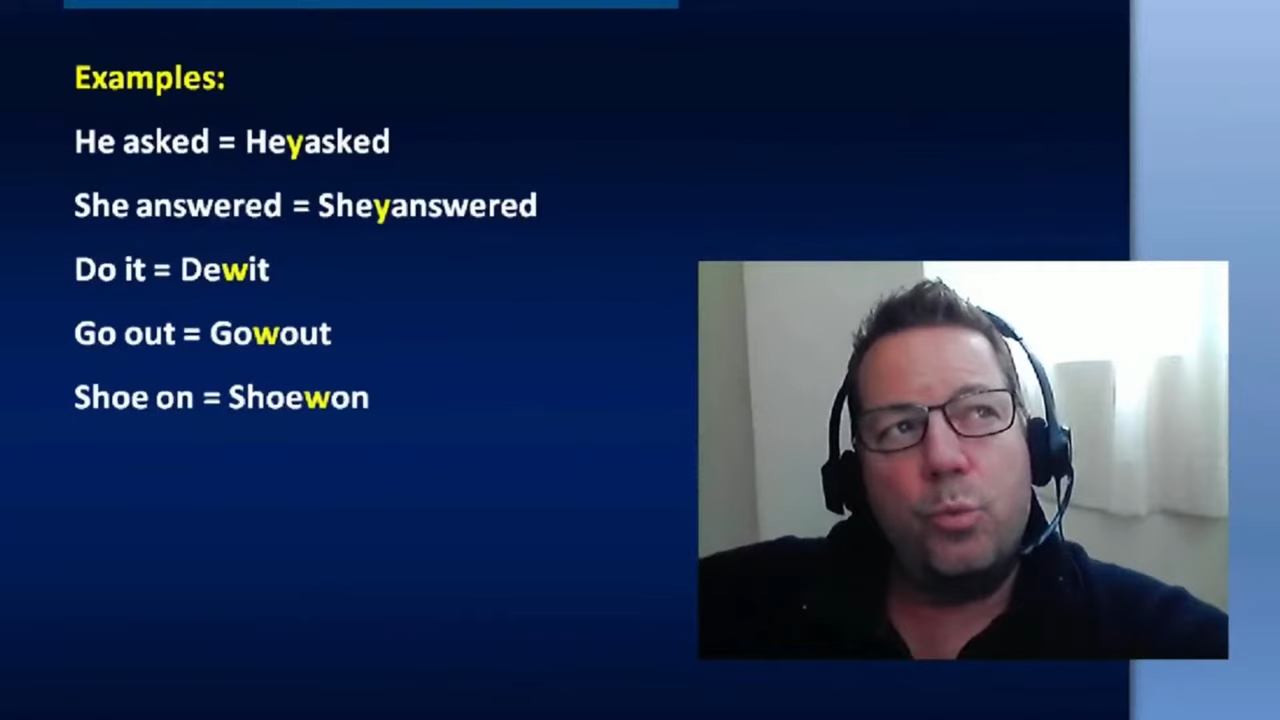 Examples:
He asked = Heyasked
She answered = Sheyanswered
Do it = Dewit
Go out = Gowout
Shoe on = Shoewon